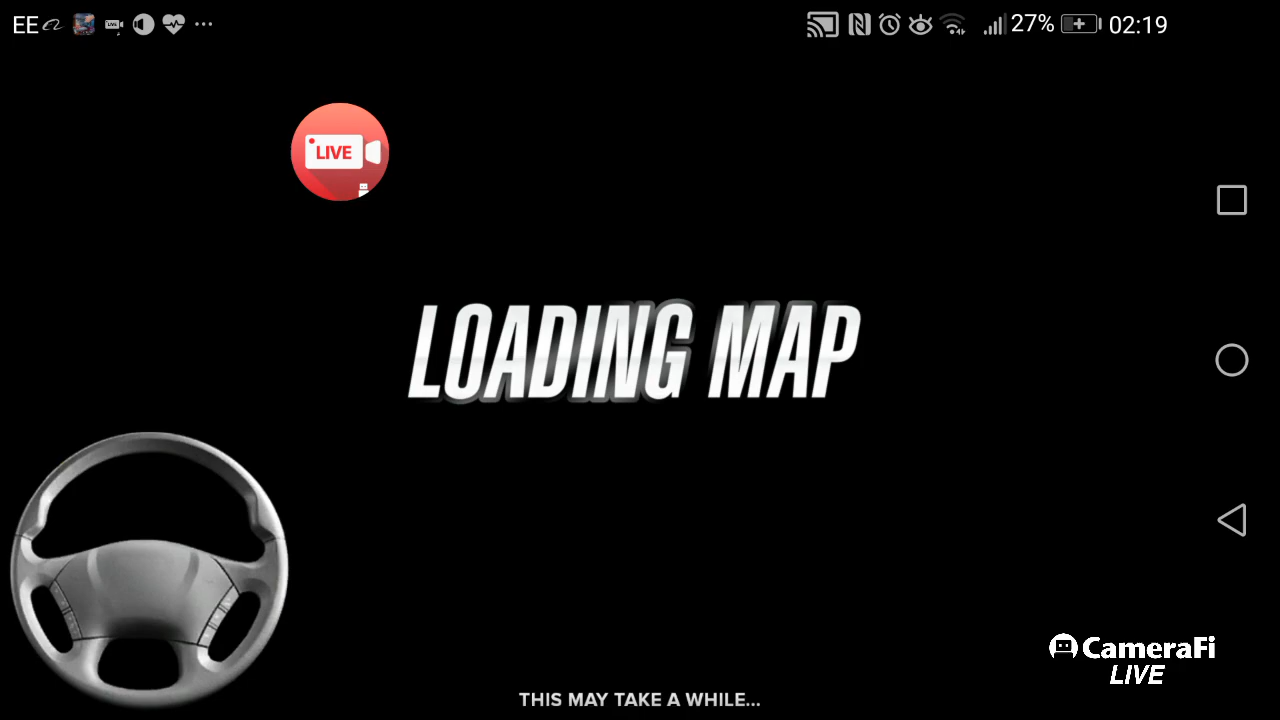 EE
27%
02:19
LIVE
LOADING MAP
CameraFi
LIVE
THIS MAY TAKE A WHILE...